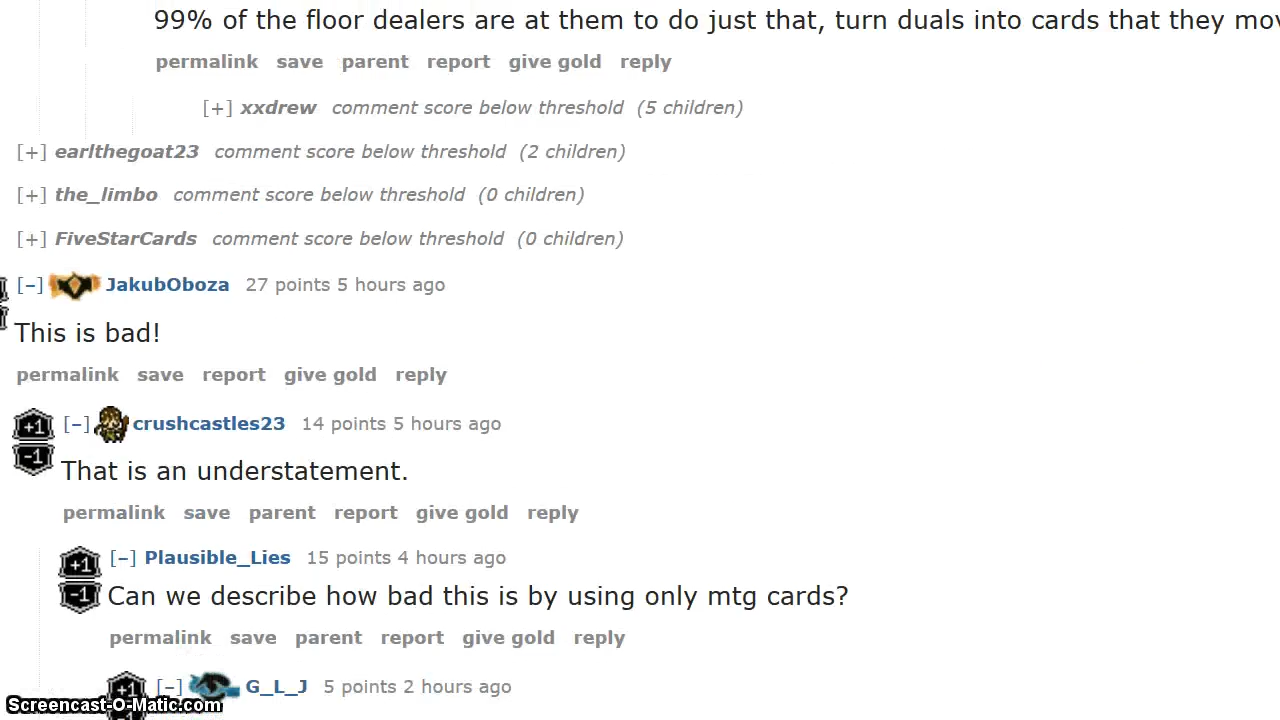 99% of the floor dealers are at them to do just that, turn duals into cards that they mov
permalink save parent report give gold reply
[+] xxdrew comment score below threshold (5 children)
[+] earlthegoat23 comment score below threshold (2 children)
[+] the_limbo comment score below threshold (0 children)
[+] FiveStarCards comment score below threshold (0 children)
[–] JakubOboza 27 points 5 hours ago
This is bad!
permalink save report give gold reply
+1 [–] crushcastles23 14 points 5 hours ago
-1
That is an understatement.
permalink save parent report give gold reply
+1 [–] Plausible_Lies 15 points 4 hours ago
-1 Can we describe how bad this is by using only mtg cards?
permalink save parent report give gold reply
+1 [–] G_L_J 5 points 2 hours ago
Screencast-O-Matic.com